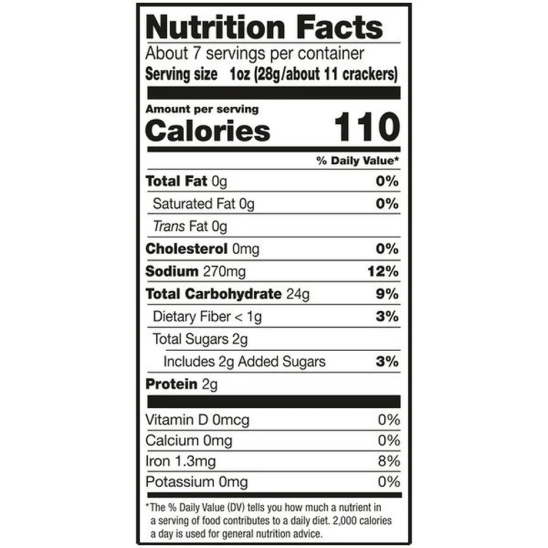 Nutrition Facts
About 7 servings per container
Serving size 1oz (28g/about 11 crackers)
Amount per serving
Calories 110
% Daily Value*
Total Fat 0g 0%
Saturated Fat 0g 0%
Trans Fat 0g
Cholesterol 0mg 0%
Sodium 270mg 12%
Total Carbohydrate 24g 9%
Dietary Fiber < 1g 3%
Total Sugars 2g
Includes 2g Added Sugars 3%
Protein 2g
Vitamin D 0mcg 0%
Calcium 0mg 0%
Iron 1.3mg 8%
Potassium 0mg 0%
*The % Daily Value (DV) tells you how much a nutrient in
a serving of food contributes to a daily diet. 2,000 calories
a day is used for general nutrition advice.